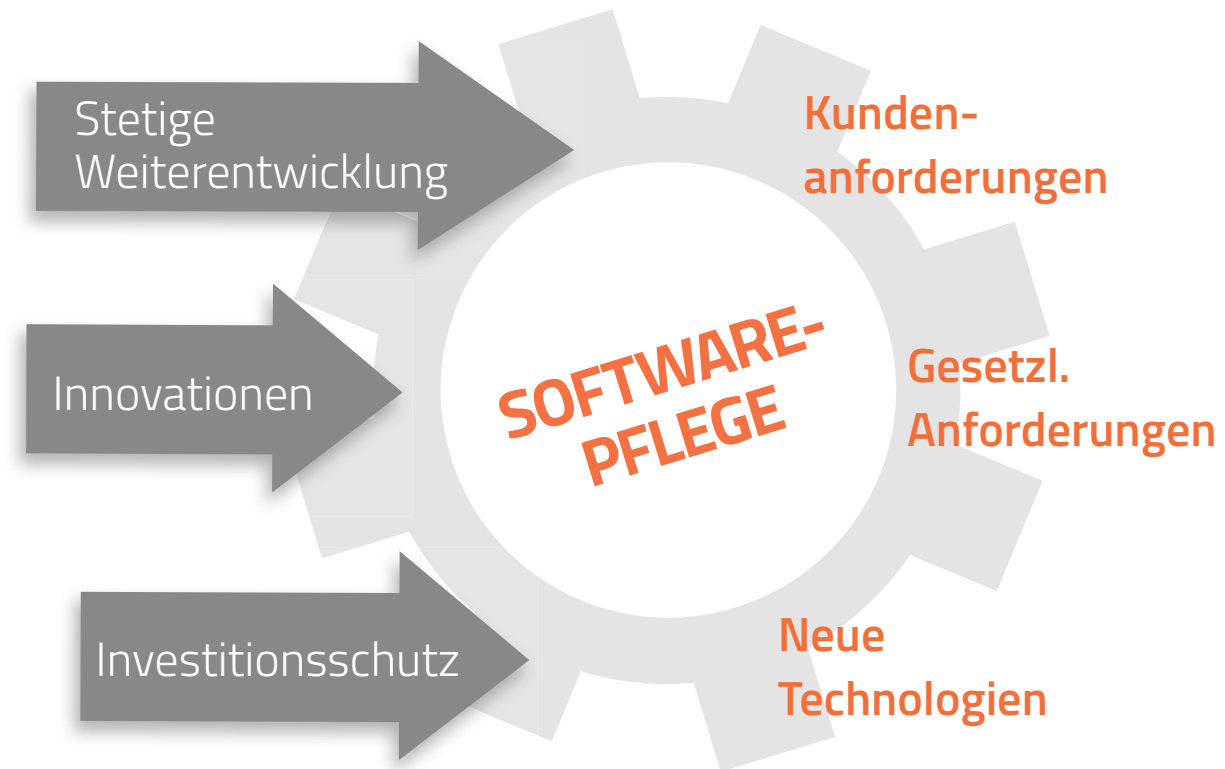 Stetige
Weiterentwicklung
Innovationen
Investitionsschutz
SOFTWARE-
PFLEGE
Kunden-
anforderungen
Gesetzl.
Anforderungen
Neue
Technologien